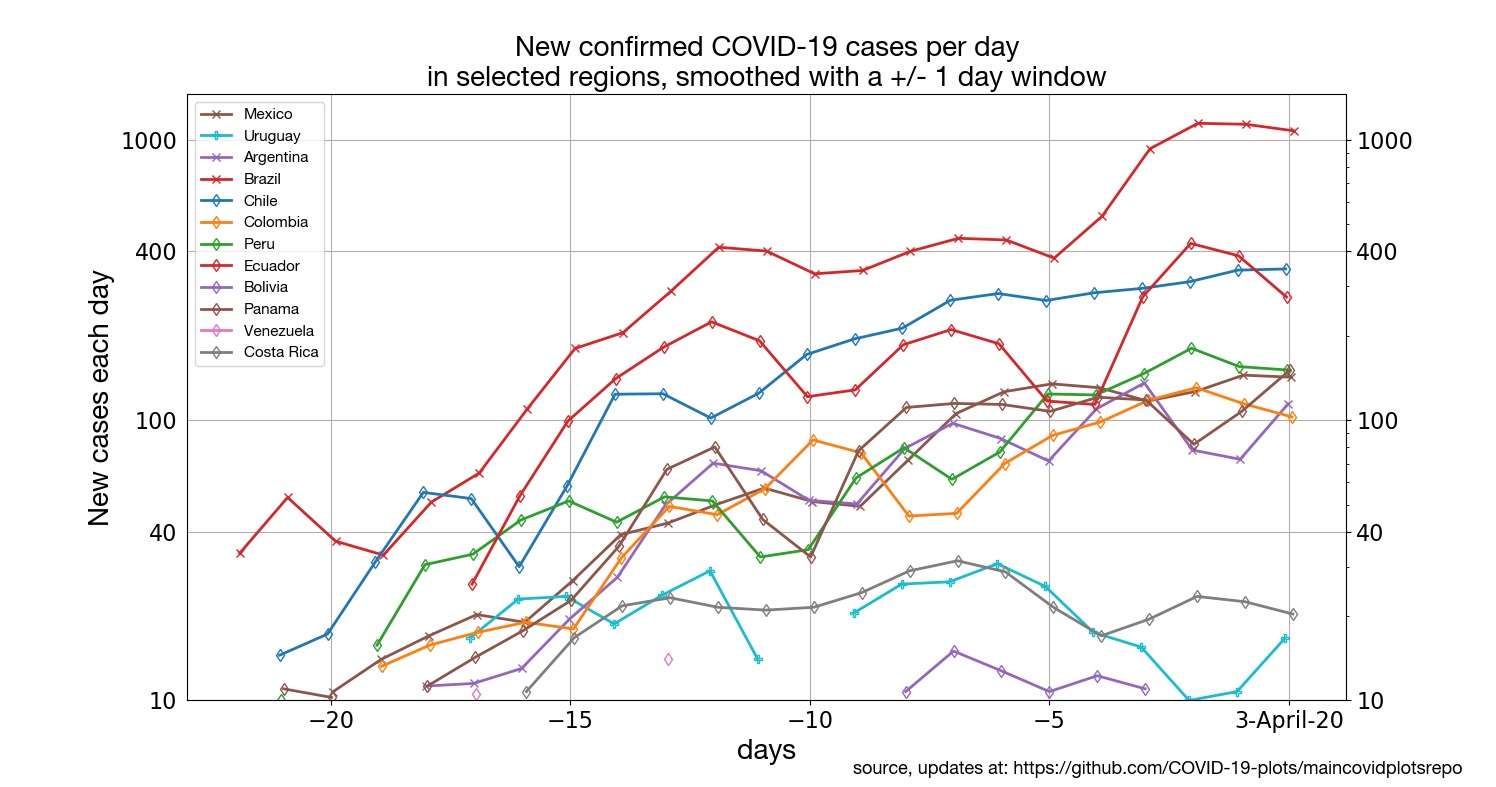 New confirmed COVID-19 cases per day
in selected regions, smoothed with a +/- 1 day window
Mexico
Uruguay
Argentina
Brazil
Chile
Colombia
Peru
Ecuador
Bolivia
Panama
Venezuela
Costa Rica
New cases each day
1000
400
100
40
10
1000
400
100
40
10
−20 −15 −10 −5 3-April-20
days
source, updates at: https://github.com/COVID-19-plots/maincovidplotsrepo